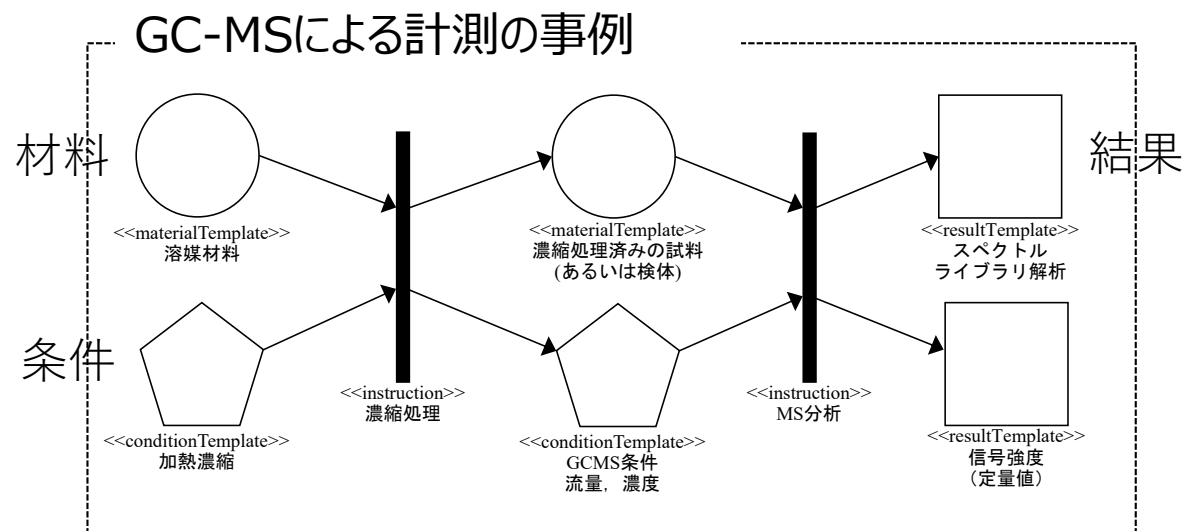 GC-MSによる計測の事例
材料
結果
<<materialTemplate>>
溶媒材料
<<materialTemplate>>
濃縮処理済みの試料
(あるいは検体)
<<resultTemplate>>
スペクトル
ライブラリ解析
条件
<<conditionTemplate>>
加熱濃縮
<<instruction>>
濃縮処理
<<conditionTemplate>>
GCMS条件
流量，濃度
<<instruction>>
MS分析
<<resultTemplate>>
信号強度
（定量値）